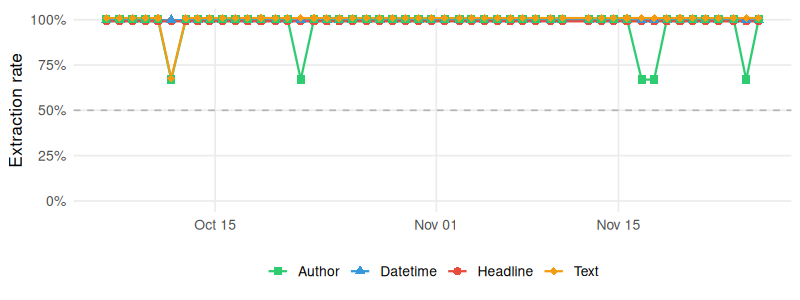 100%
75%
50%
25%
0%
Extraction rate
Oct 15
Nov 01
Nov 15
Author
Datetime
Headline
Text